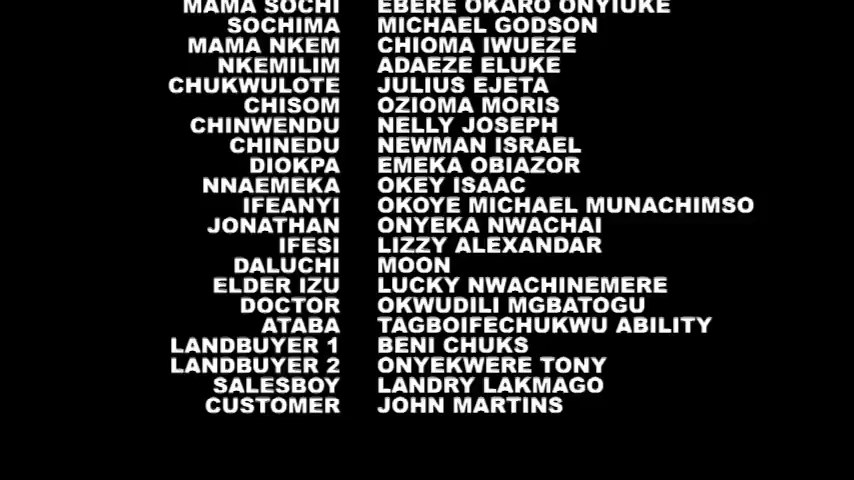 MAMA SOCHI EBERE OKARO ONYIUKE
SOCHIMA MICHAEL GODSON
MAMA NKEM CHIOMA IWUEZE
NKEMILIM ADAEZE ELUKE
CHUKWULOTE JULIUS EJETA
CHISOM OZIOMA MORIS
CHINWENDU NELLY JOSEPH
CHINEDU NEWMAN ISRAEL
DIOKPA EMEKA OBIAZOR
NNAEMEKA OKEY ISAAC
IFEANYI OKOYE MICHAEL MUNACHIMSO
JONATHAN ONYEKA NWACHAI
IFESI LIZZY ALEXANDAR
DALUCHI MOON
ELDER IZU LUCKY NWACHINEMERE
DOCTOR OKWUDILI MGBATOGU
ATABA TAGBOIFECHUKWU ABILITY
LANDBUYER 1 BENI CHUKS
LANDBUYER 2 ONYEKWERE TONY
SALESBOY LANDRY LAKMAGO
CUSTOMER JOHN MARTINS